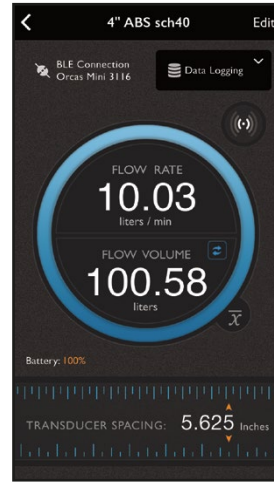 4" ABS sch40 Edit
BLE Connection
Orcas Mini 3116
Data Logging
FLOW RATE
10.03
liters / min
FLOW VOLUME
100.58
liters
x̅
Battery: 100%
TRANSDUCER SPACING: 5.625 Inches